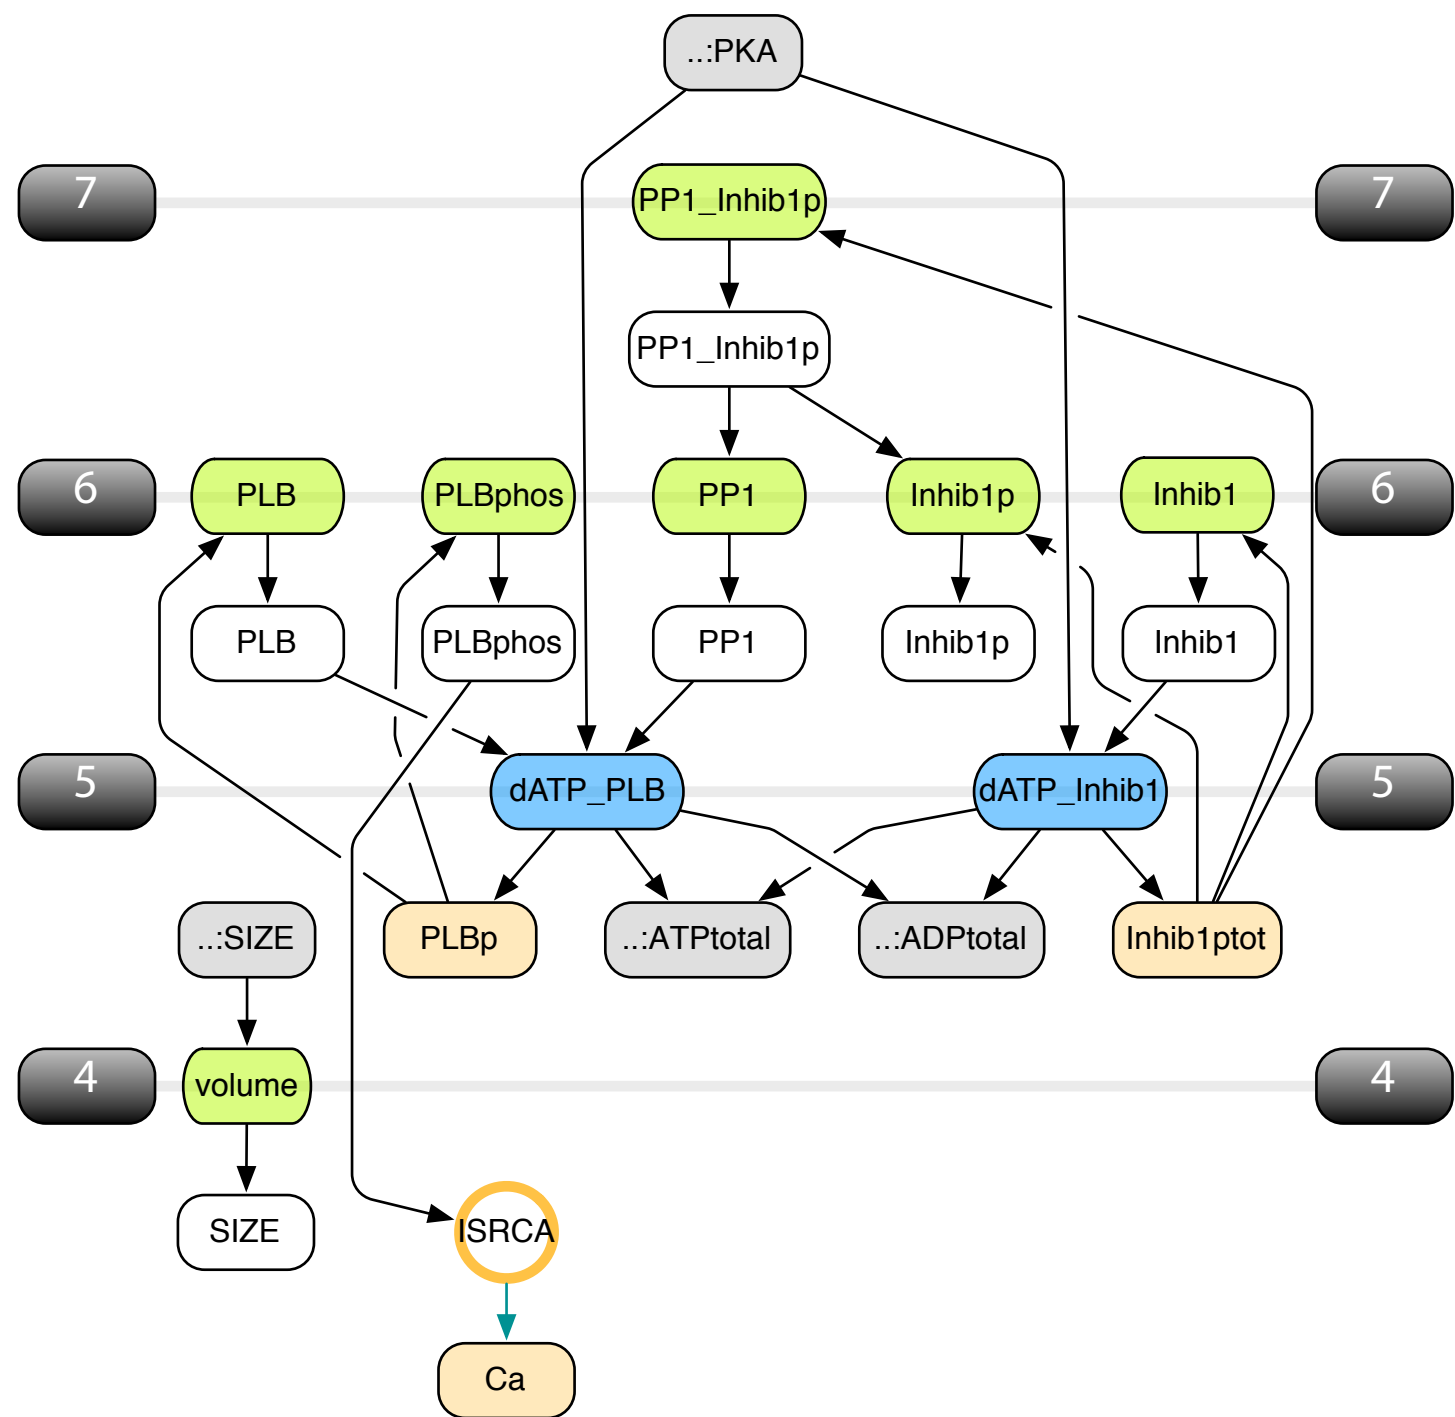 ..:PKA
7
PP1_Inhib1p
7
PP1_Inhib1p
6
PLB
PLBphos
PP1
Inhib1p
Inhib1
6
PLB
PLBphos
PP1
Inhib1p
Inhib1
5
dATP_PLB
dATP_Inhib1
5
..:SIZE
PLBp
..:ATPtotal
..:ADPtotal
Inhib1ptot
4
volume
4
SIZE
ISRCA
Ca